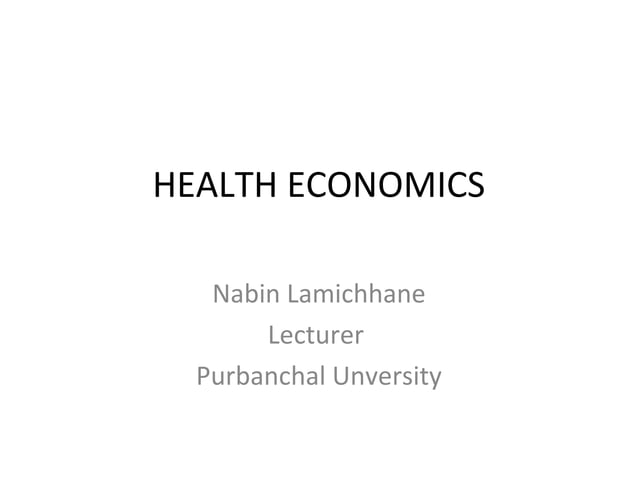 HEALTH ECONOMICS
Nabin Lamichhane
Lecturer
Purbanchal Unversity